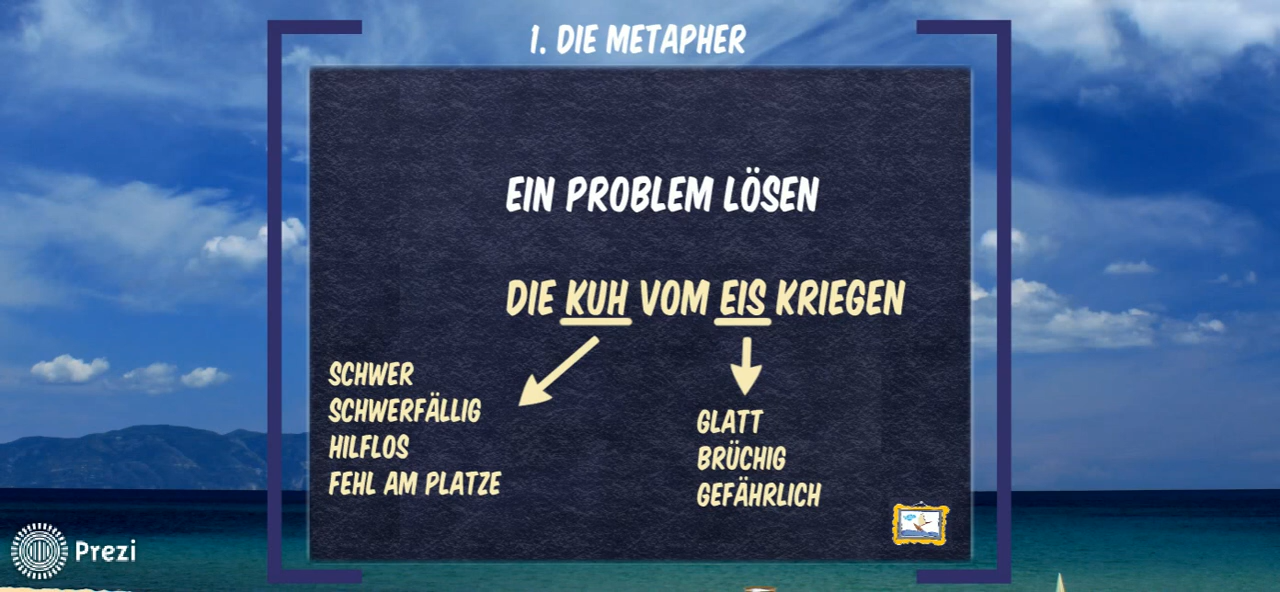 1. DIE METAPHER
EIN PROBLEM LÖSEN
DIE KUH VOM EIS KRIEGEN
SCHWER
SCHWERFÄLLIG
HILFLOS
FEHL AM PLATZE
GLATT
BRÜCHIG
GEFÄHRLICH
Prezi